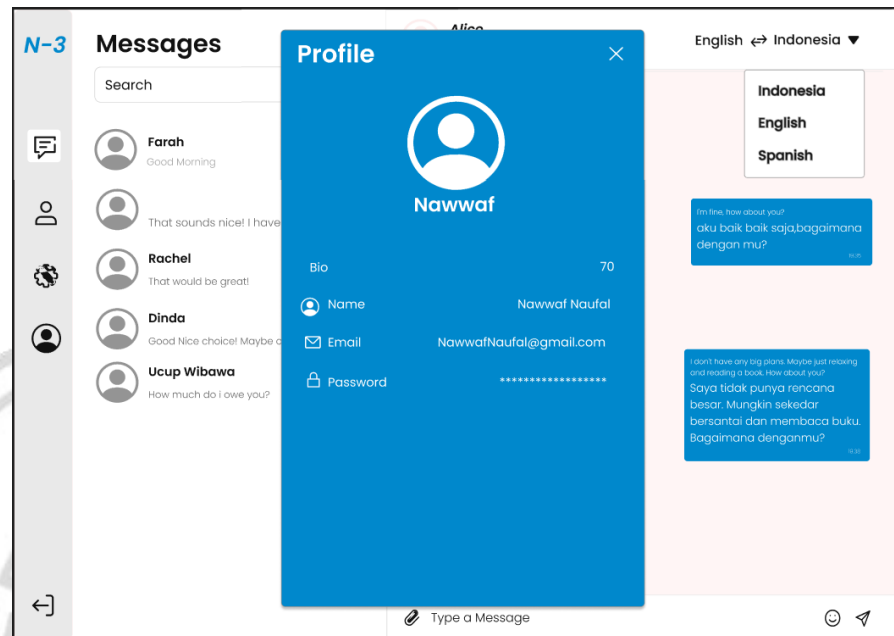 N-3
Messages
Search
Farah
Good Morning
That sounds nice! I have
Rachel
That would be great!
Dinda
Good Nice choice! Maybe
Ucup Wibawa
How much do i owe you?
Alice
English Indonesia
Indonesia
English
Spanish
I'm fine, how about you?
aku baik baik saja,bagaimana
dengan mu?
I don't have any big plans. Maybe just relaxing
and reading a book. How about you?
Saya tidak punya rencana
besar. Mungkin sekedar
bersantai dan membaca buku.
Bagaimana denganmu?
16.30
Type a Message
Profile
Nawwaf
Bio 70
Name Nawwaf Naufal
Email NawwafNaufal@gmail.com
Password ******************